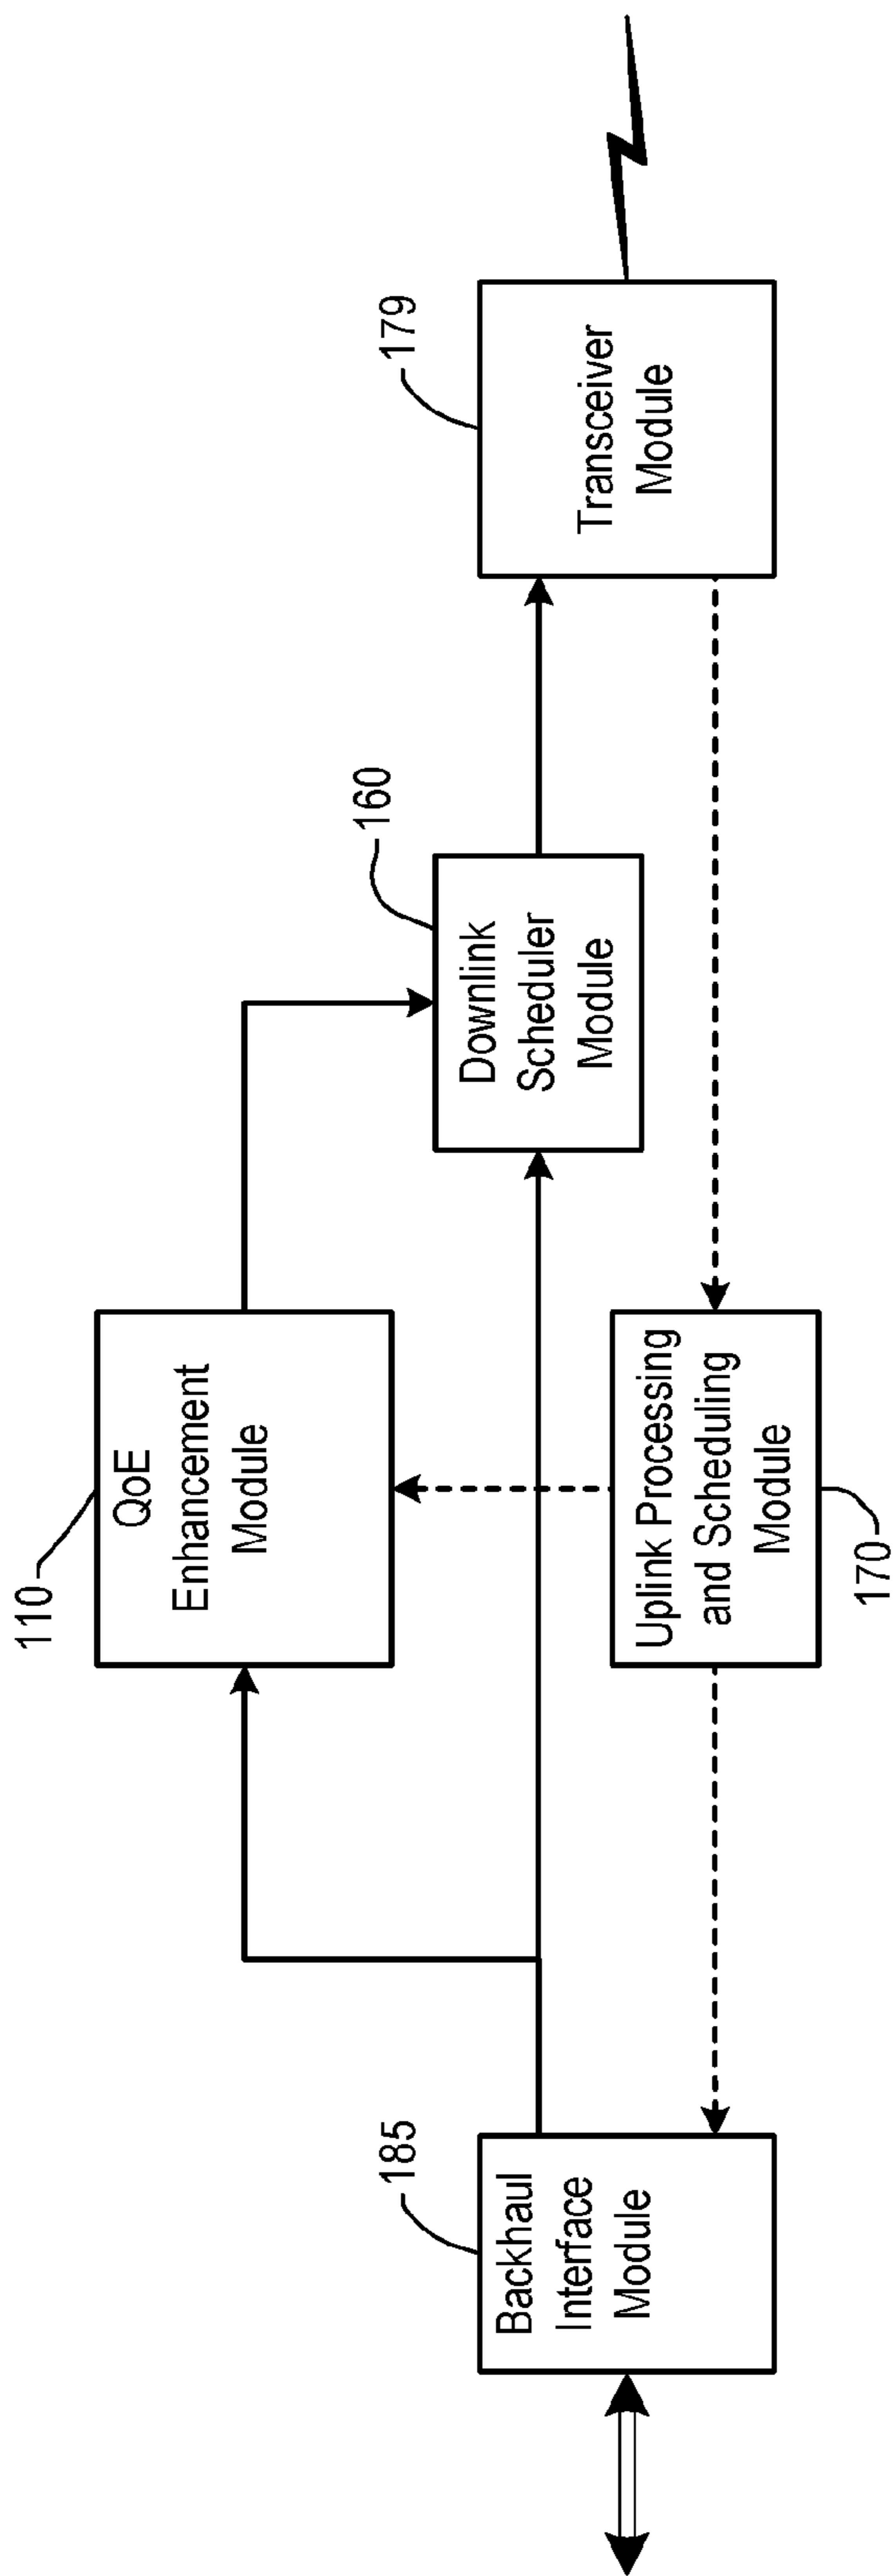 110
QoE
Enhancement
Module
179
Transceiver
Module
160
Downlink
Scheduler
Module
185
Backhaul
Interface
Module
Uplink Processing
and Scheduling
Module
170